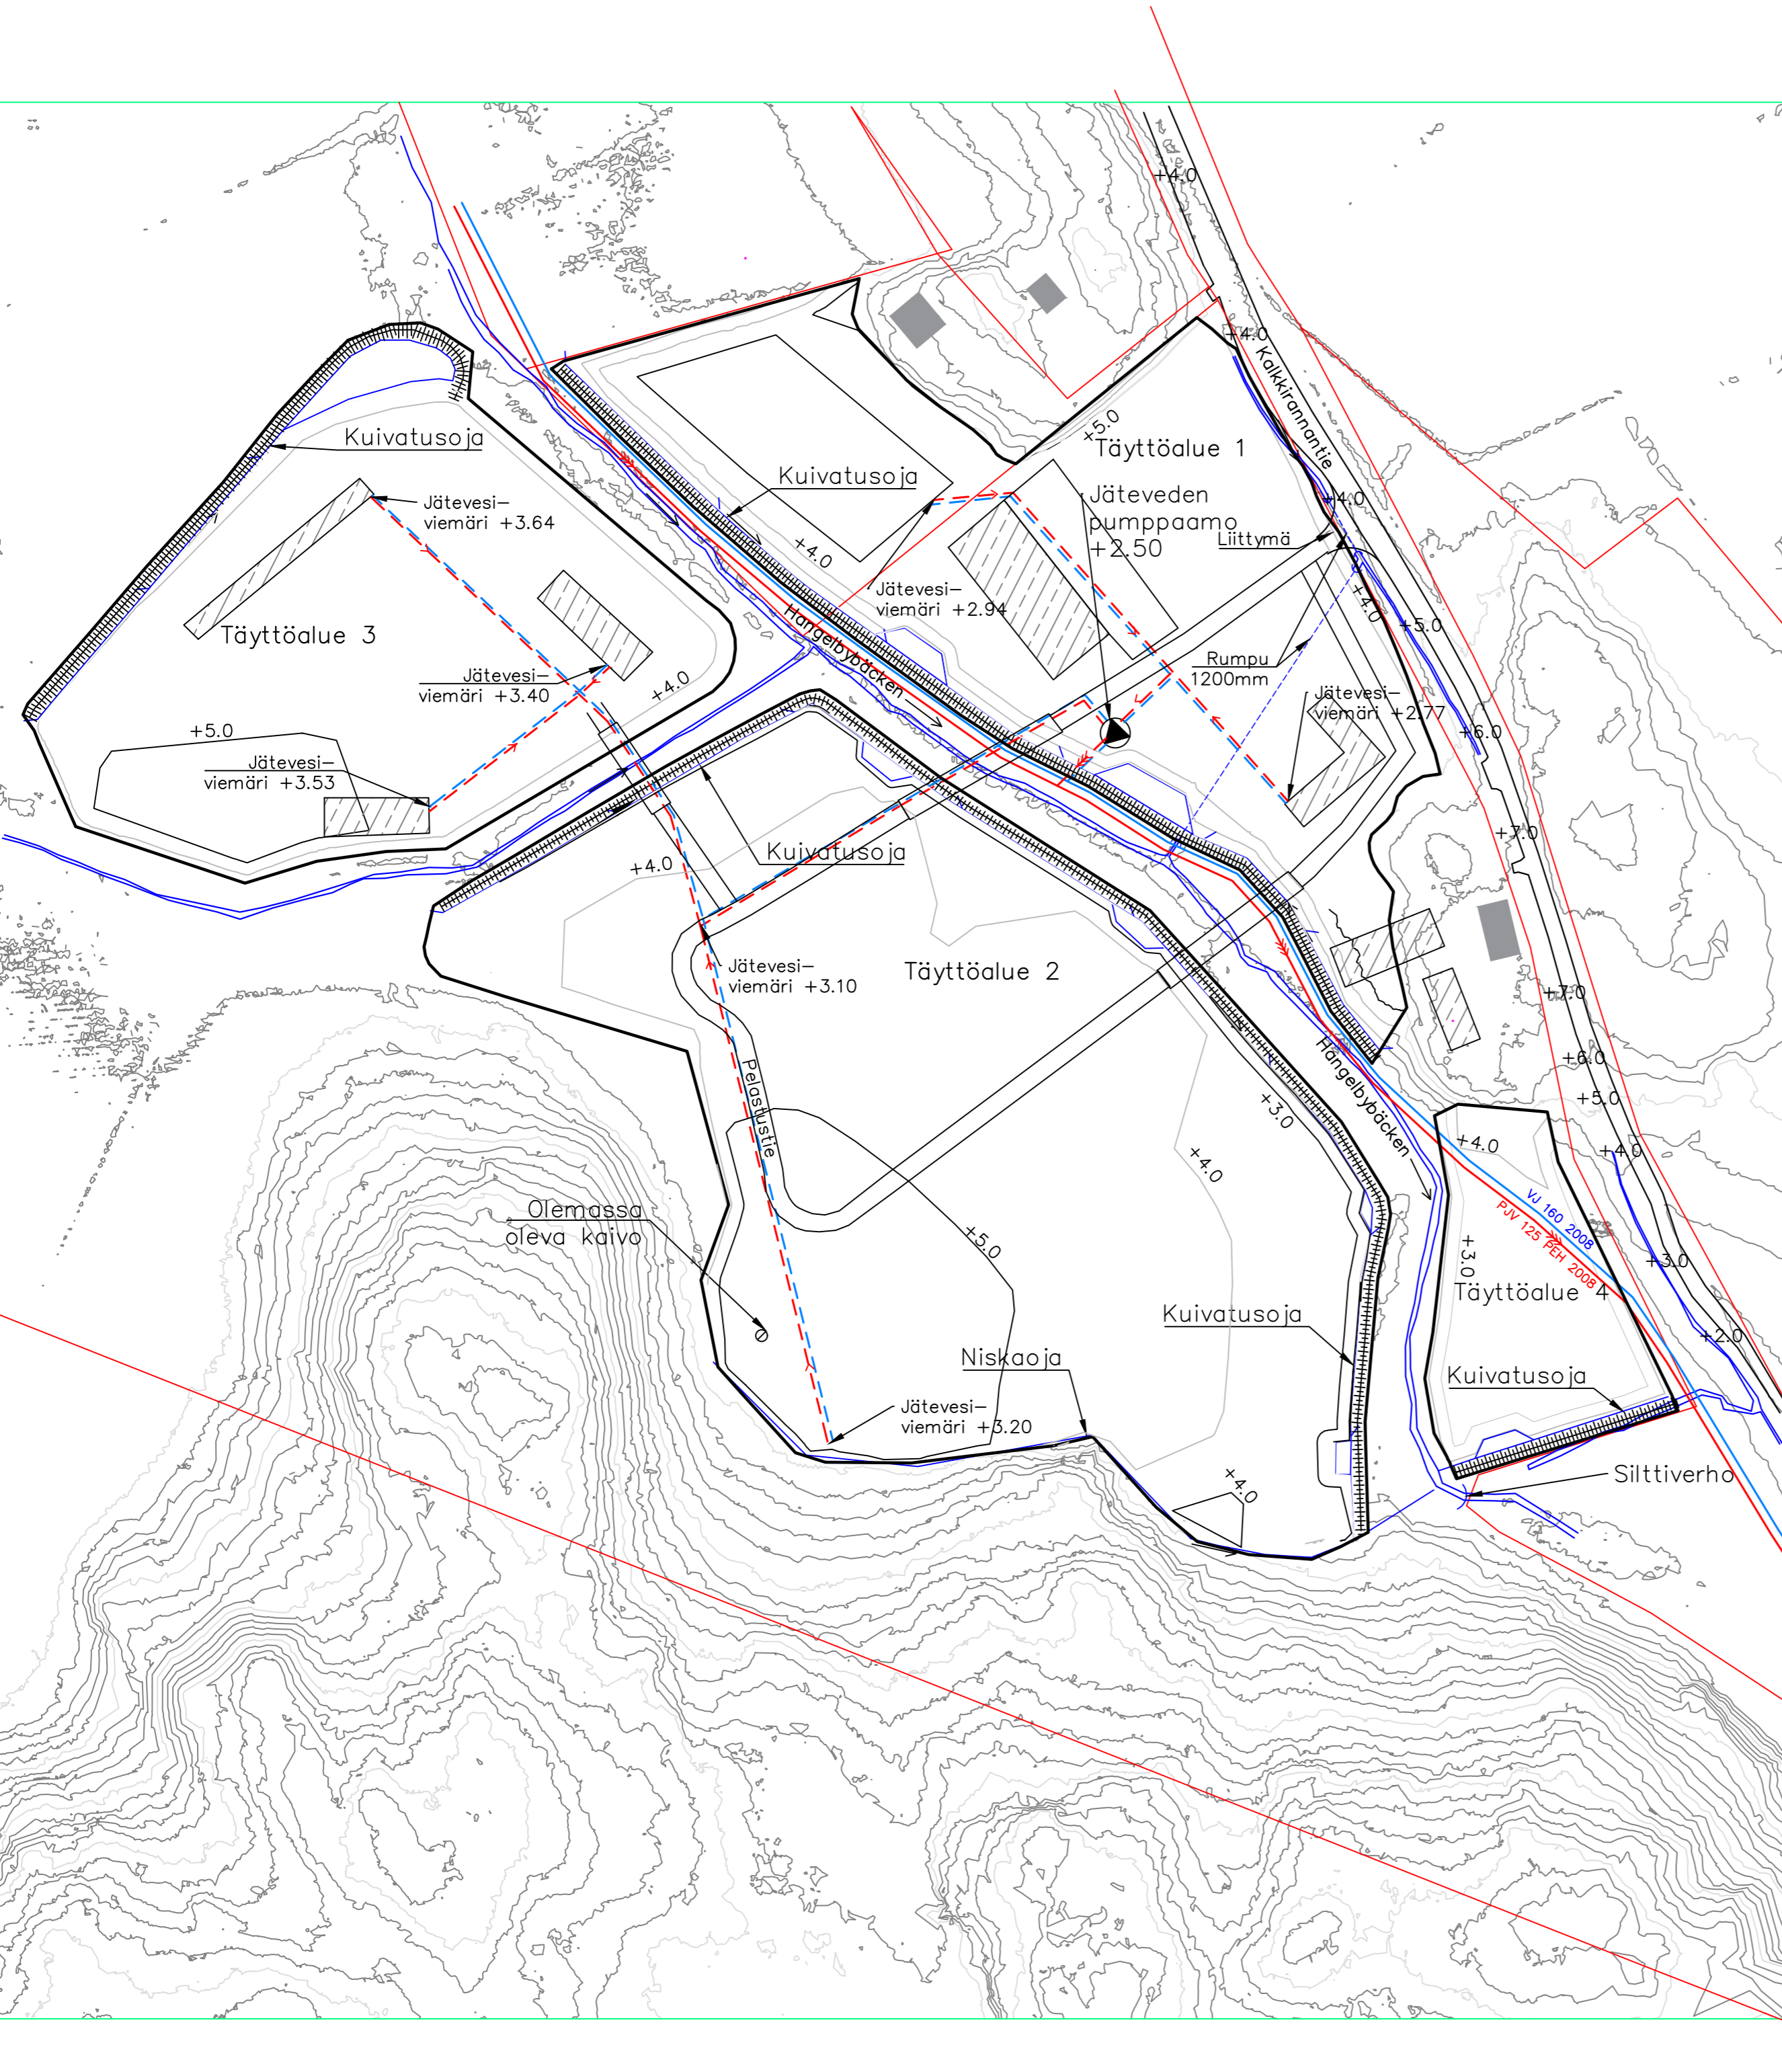 +4.0
+4.0
Kalkkirannantie
+5.0
Täyttöalue 1
Kuivatusoja
Kuivatusoja
Jäteveden
pumppaamo
+2.50
+4.0
Liittymä
Jätevesi-
viemäri +3.64
+4.0
Jätevesi-
viemäri +2.94
+4.0
+5.0
Täyttöalue 3
Hangelbybäcken
Rumpu
1200mm
Jätevesi-
viemäri +3.40
+4.0
Jätevesi-
viemäri +2.77
+5.0
+6.0
Jätevesi-
viemäri +3.53
+7.0
Kuivatusoja
+4.0
Täyttöalue 2
Jätevesi-
viemäri +3.10
+7.0
Pelastustie
Hangelbybäcken
+6.0
+5.0
+3.0
+4.0
+4.0
+4.0
Olemassa
oleva kaivo
VJ 160 2008
PJV 125 PEH 2008
+5.0
+3.0
+3.0
Täyttöalue 4
Kuivatusoja
+2.0
Niskaoja
Kuivatusoja
Jätevesi-
viemäri +3.20
+4.0
Silttiverho